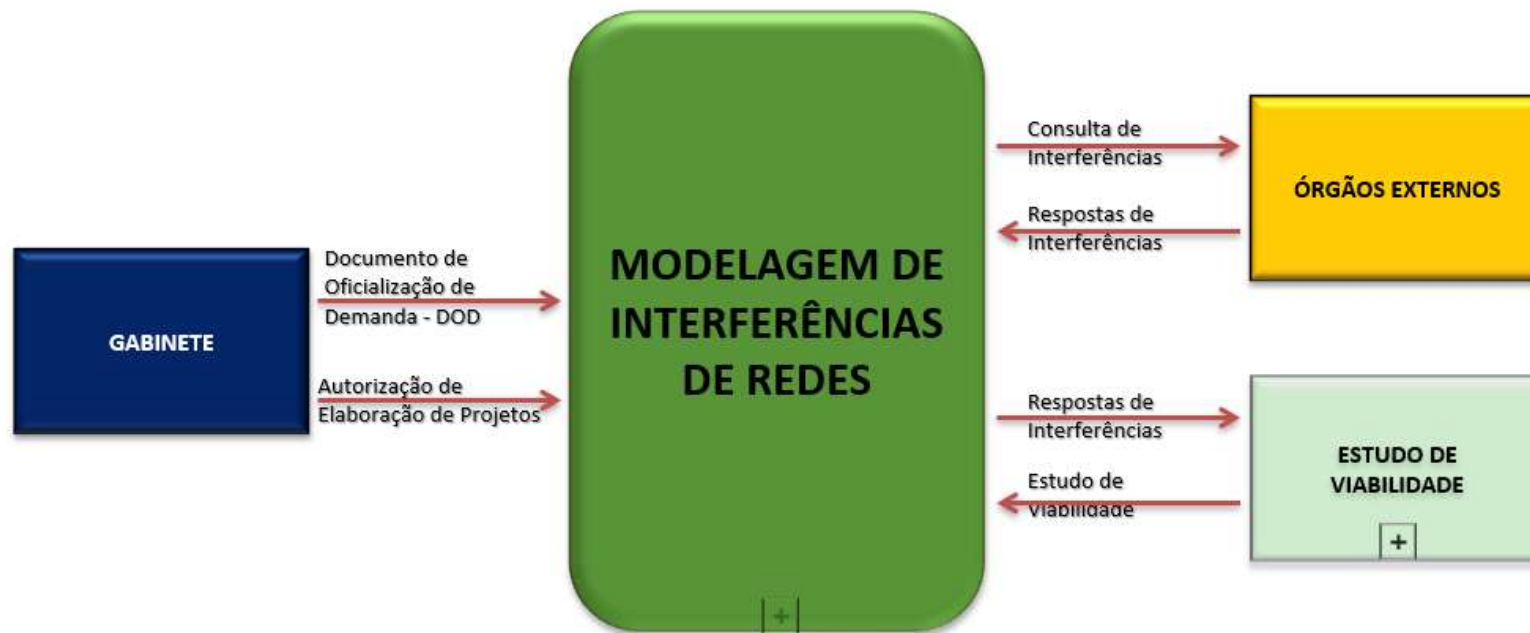 GABINETE
Documento de
Oficialização de
Demanda - DOD
Autorização de
Elaboração de Projetos
MODELAGEM DE
INTERFERÊNCIAS
DE REDES
+
Consulta de
Interferências
Respostas de
Interferências
ÓRGÃOS EXTERNOS
Respostas de
Interferências
Estudo de
Viabilidade
ESTUDO DE
VIABILIDADE
+